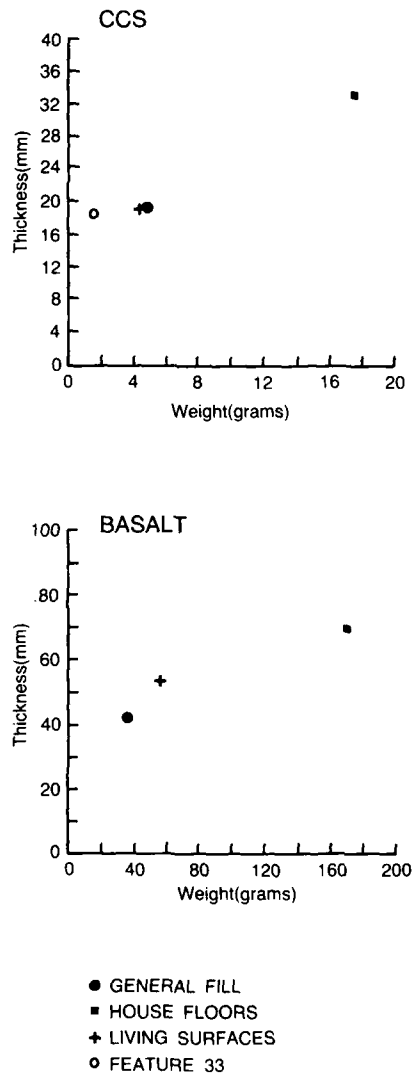 CCS
40
36
32
28
24
20
16
12
8
4
0
Thickness(mm)
0 4 8 12 16 20
Weight(grams)
BASALT
100
.80
60
40
20
0
Thickness(mm)
0 40 80 120 160 200
Weight(grams)
GENERAL FILL
HOUSE FLOORS
LIVING SURFACES
FEATURE 33